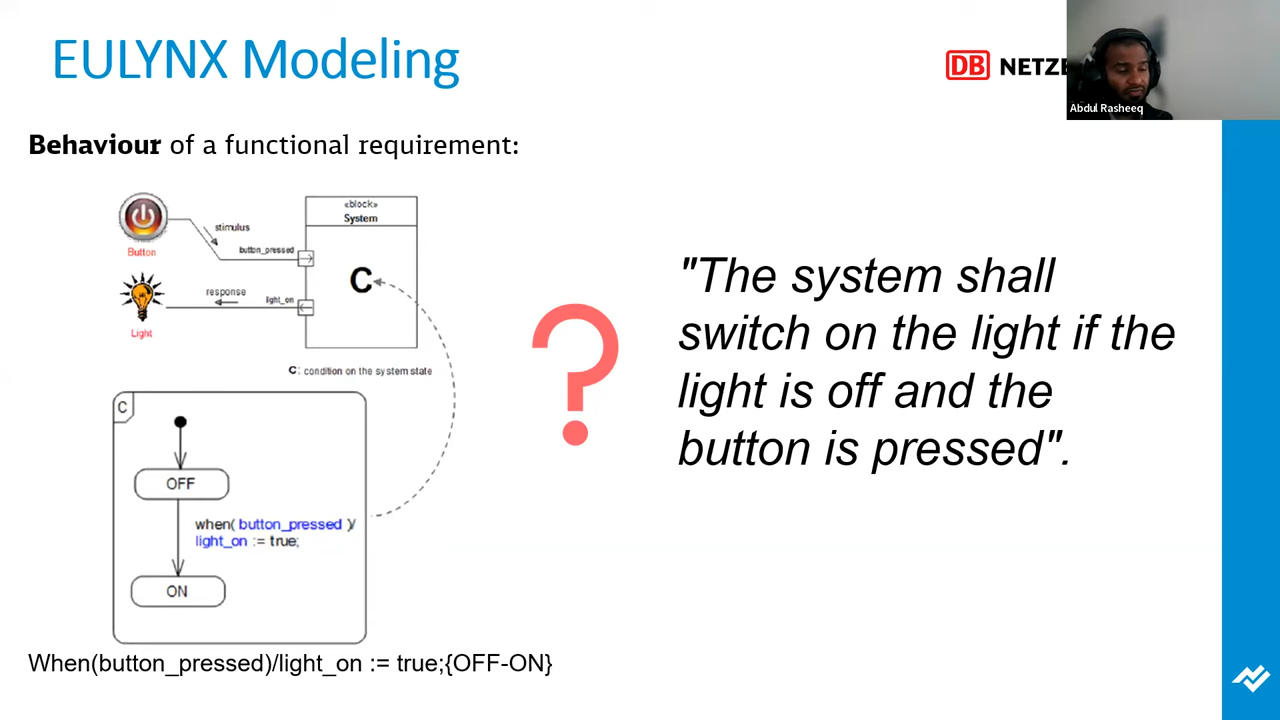 EULYNX Modeling
DB NETZE
Abdul Rasheeq
Behaviour of a functional requirement:
«block»
System
stimulus
button_pressed
Button
C
response
light_on
Light
C: condition on the system state
"The system shall
switch on the light if the
light is off and the
button is pressed".
?
C
OFF
when( button_pressed )/
light_on := true;
ON
When(button_pressed)/light_on := true;{OFF-ON}